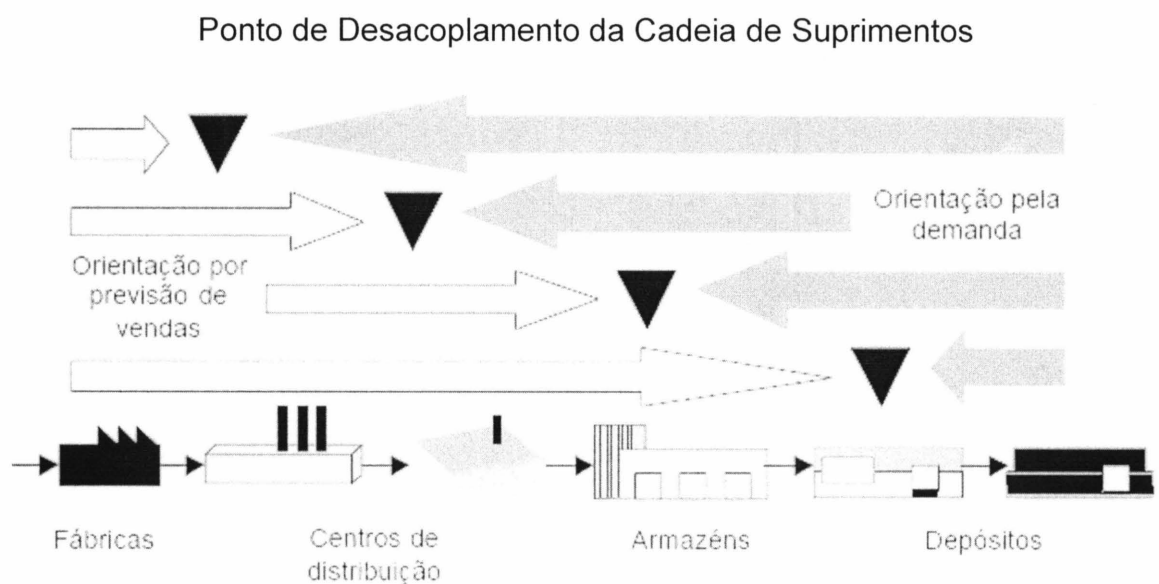 Ponto de Desacoplamento da Cadeia de Suprimentos
Orientação pela
demanda
Orientação por
previsão de
vendas
Fábricas
Centros de
distribuição
Armazéns
Depósitos